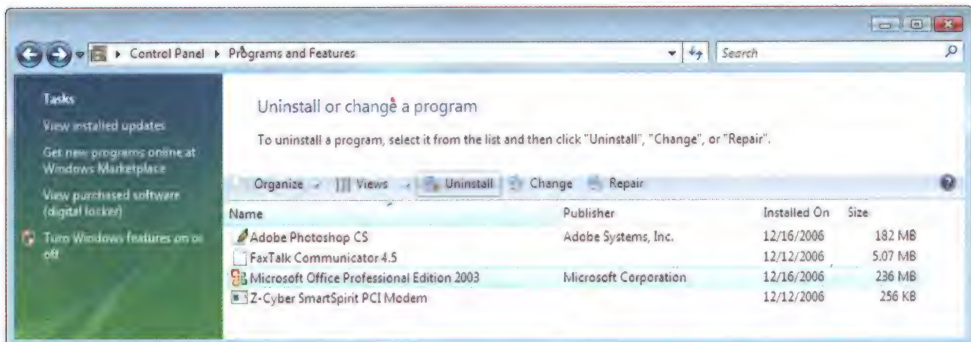 Control Panel ▸ Programs and Features
Search
Tasks
View installed updates
Get new programs online at
Windows Marketplace
View purchased software
(digital locker)
Turn Windows features on or
off
Uninstall or change a program
To uninstall a program, select it from the list and then click "Uninstall", "Change", or "Repair".
Organize Views Uninstall Change Repair
Name Publisher Installed On Size
Adobe Photoshop CS Adobe Systems, Inc. 12/16/2006 182 MB
FaxTalk Communicator 4.5 12/12/2006 5.07 MB
Microsoft Office Professional Edition 2003 Microsoft Corporation 12/16/2006 236 MB
Z-Cyber SmartSpirit PCI Modem 12/12/2006 256 KB